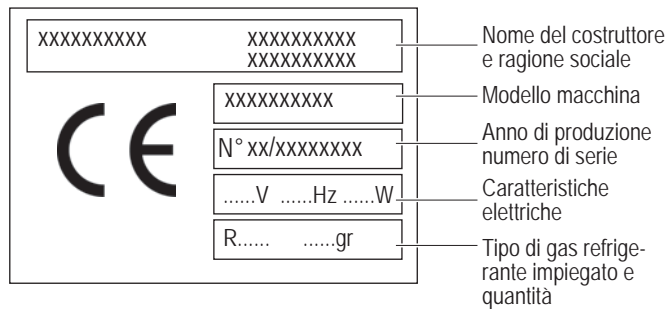 xxxxxxxxxx xxxxxxxxxx
xxxxxxxxxx
Nome del costruttore
e ragione sociale
xxxxxxxxxx
Modello macchina
N° xx/xxxxxxxx
Anno di produzione
numero di serie
CE
......V ......Hz ......W
Caratteristiche
elettriche
R...... ......gr
Tipo di gas refrige-
rante impiegato e
quantità